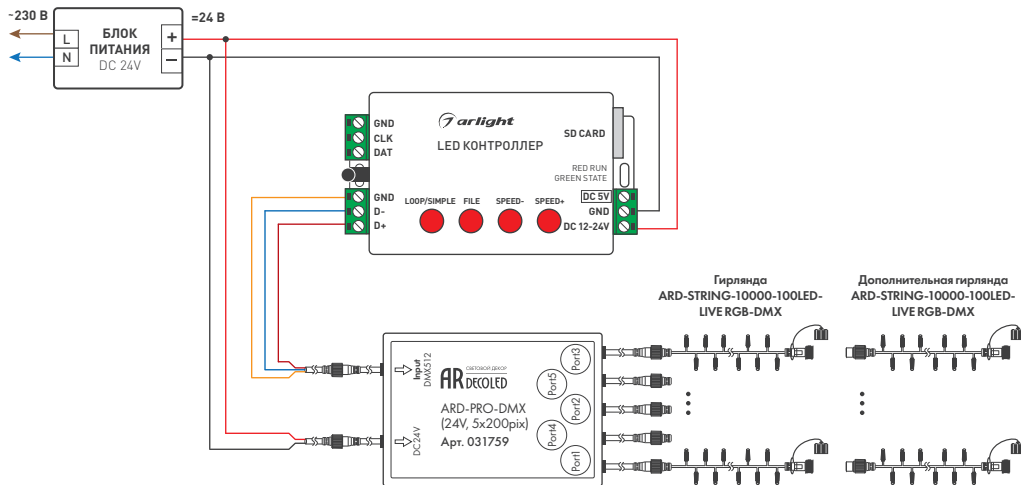 ~230 В
=24 В
L
N
БЛОК
ПИТАНИЯ
DC 24V
+
–
GND
CLK
DAT
GND
D-
D+
arlight
LED КОНТРОЛЛЕР
SD CARD
RED RUN
GREEN STATE
LOOP/SIMPLE FILE SPEED- SPEED+
DC 5V
GND
DC 12-24V
Гирлянда
ARD-STRING-10000-100LED-
LIVE RGB-DMX
Дополнительная гирлянда
ARD-STRING-10000-100LED-
LIVE RGB-DMX
Input
DMX512
DC24V
СВЕТОВОЙ ДЕКОР
ARDECOLED
ARD-PRO-DMX
(24V, 5x200pix)
Арт. 031759
Port3
Port5
Port2
Port4
Port1